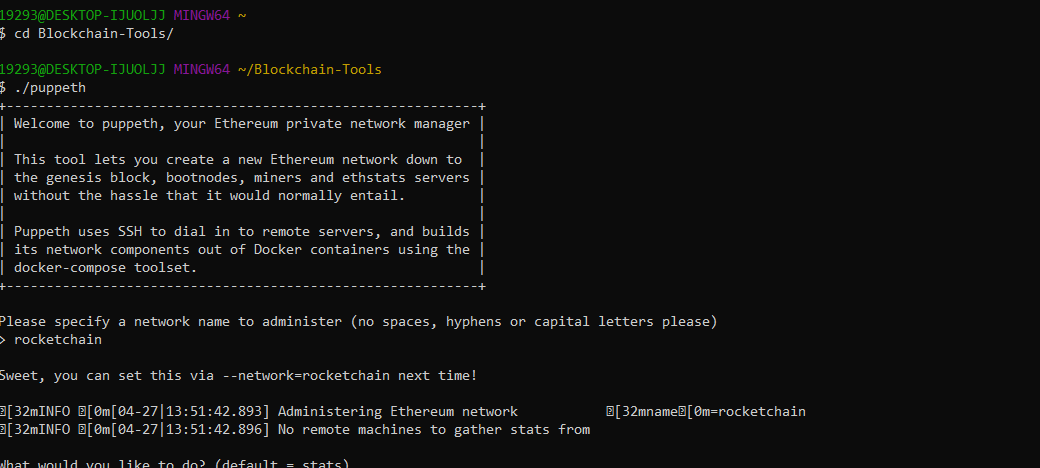 19293@DESKTOP-IJUOLJJ MINGW64 ~
$ cd Blockchain-Tools/
19293@DESKTOP-IJUOLJJ MINGW64 ~/Blockchain-Tools
$ ./puppeth
+-----------------------------------------------------------+
| Welcome to puppeth, your Ethereum private network manager |
| |
| This tool lets you create a new Ethereum network down to |
| the genesis block, bootnodes, miners and ethstats servers |
| without the hassle that it would normally entail. |
| |
| Puppeth uses SSH to dial in to remote servers, and builds |
| its network components out of Docker containers using the |
| docker-compose toolset. |
+-----------------------------------------------------------+
Please specify a network name to administer (no spaces, hyphens or capital letters please)
> rocketchain
Sweet, you can set this via --network=rocketchain next time!
[32mINFO [0m[04-27|13:51:42.893] Administering Ethereum network [32mname[0m=rocketchain
[32mINFO [0m[04-27|13:51:42.896] No remote machines to gather stats from
What would you like to do? (default = stats)